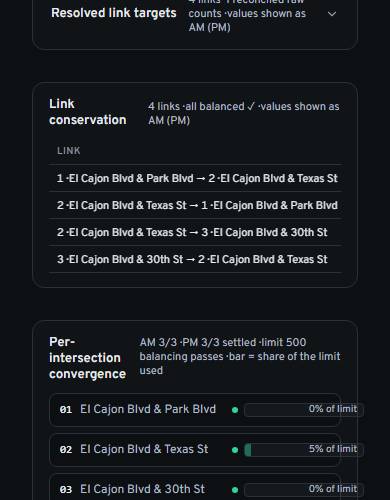 Resolved link targets
4 links ·1 reconciled raw
counts ·values shown as
AM (PM)
Link
conservation
4 links ·all balanced ✓ ·values shown as
AM (PM)
LINK
1 ·El Cajon Blvd & Park Blvd → 2 ·El Cajon Blvd & Texas St
2 ·El Cajon Blvd & Texas St → 1 ·El Cajon Blvd & Park Blvd
2 ·El Cajon Blvd & Texas St → 3 ·El Cajon Blvd & 30th St
3 ·El Cajon Blvd & 30th St → 2 ·El Cajon Blvd & Texas St
Per-
intersection
convergence
AM 3/3 ·PM 3/3 settled ·limit 500
balancing passes ·bar = share of the limit
used
01 El Cajon Blvd & Park Blvd 0% of limit
02 El Cajon Blvd & Texas St 5% of limit
03 El Cajon Blvd & 30th St 0% of limit